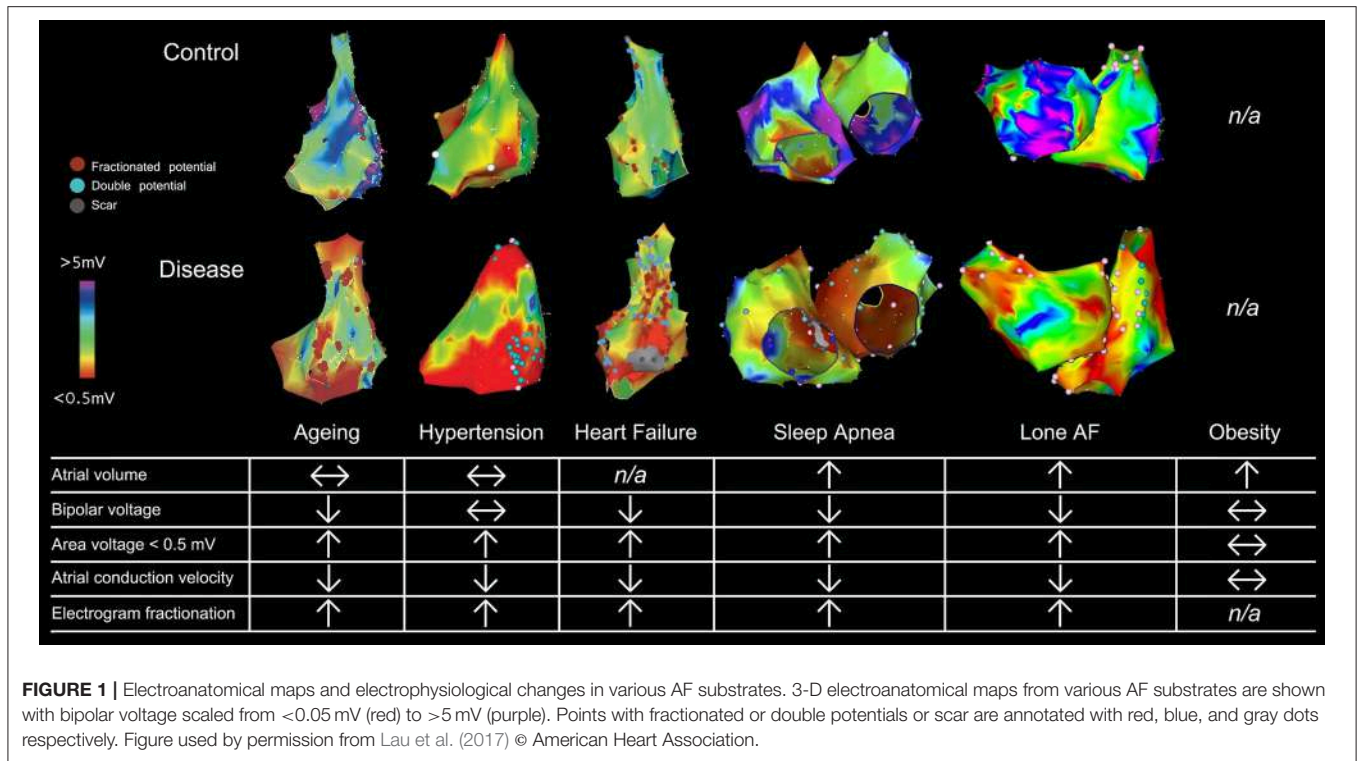 Control
n/a
Fractionated potential
Double potential
Scar
>5mV
Disease
n/a
<0.5mV
Ageing Hypertension Heart Failure Sleep Apnea Lone AF Obesity
Atrial volume ↔ ↔ n/a ↑ ↑ ↑
Bipolar voltage ↓ ↔ ↓ ↓ ↓ ↔
Area voltage < 0.5 mV ↑ ↑ ↑ ↑ ↑ ↔
Atrial conduction velocity ↓ ↓ ↓ ↓ ↓ ↔
Electrogram fractionation ↑ ↑ ↑ ↑ ↑ n/a
FIGURE 1 | Electroanatomical maps and electrophysiological changes in various AF substrates. 3-D electroanatomical maps from various AF substrates are shown
with bipolar voltage scaled from <0.05 mV (red) to >5 mV (purple). Points with fractionated or double potentials or scar are annotated with red, blue, and gray dots
respectively. Figure used by permission from Lau et al. (2017) © American Heart Association.